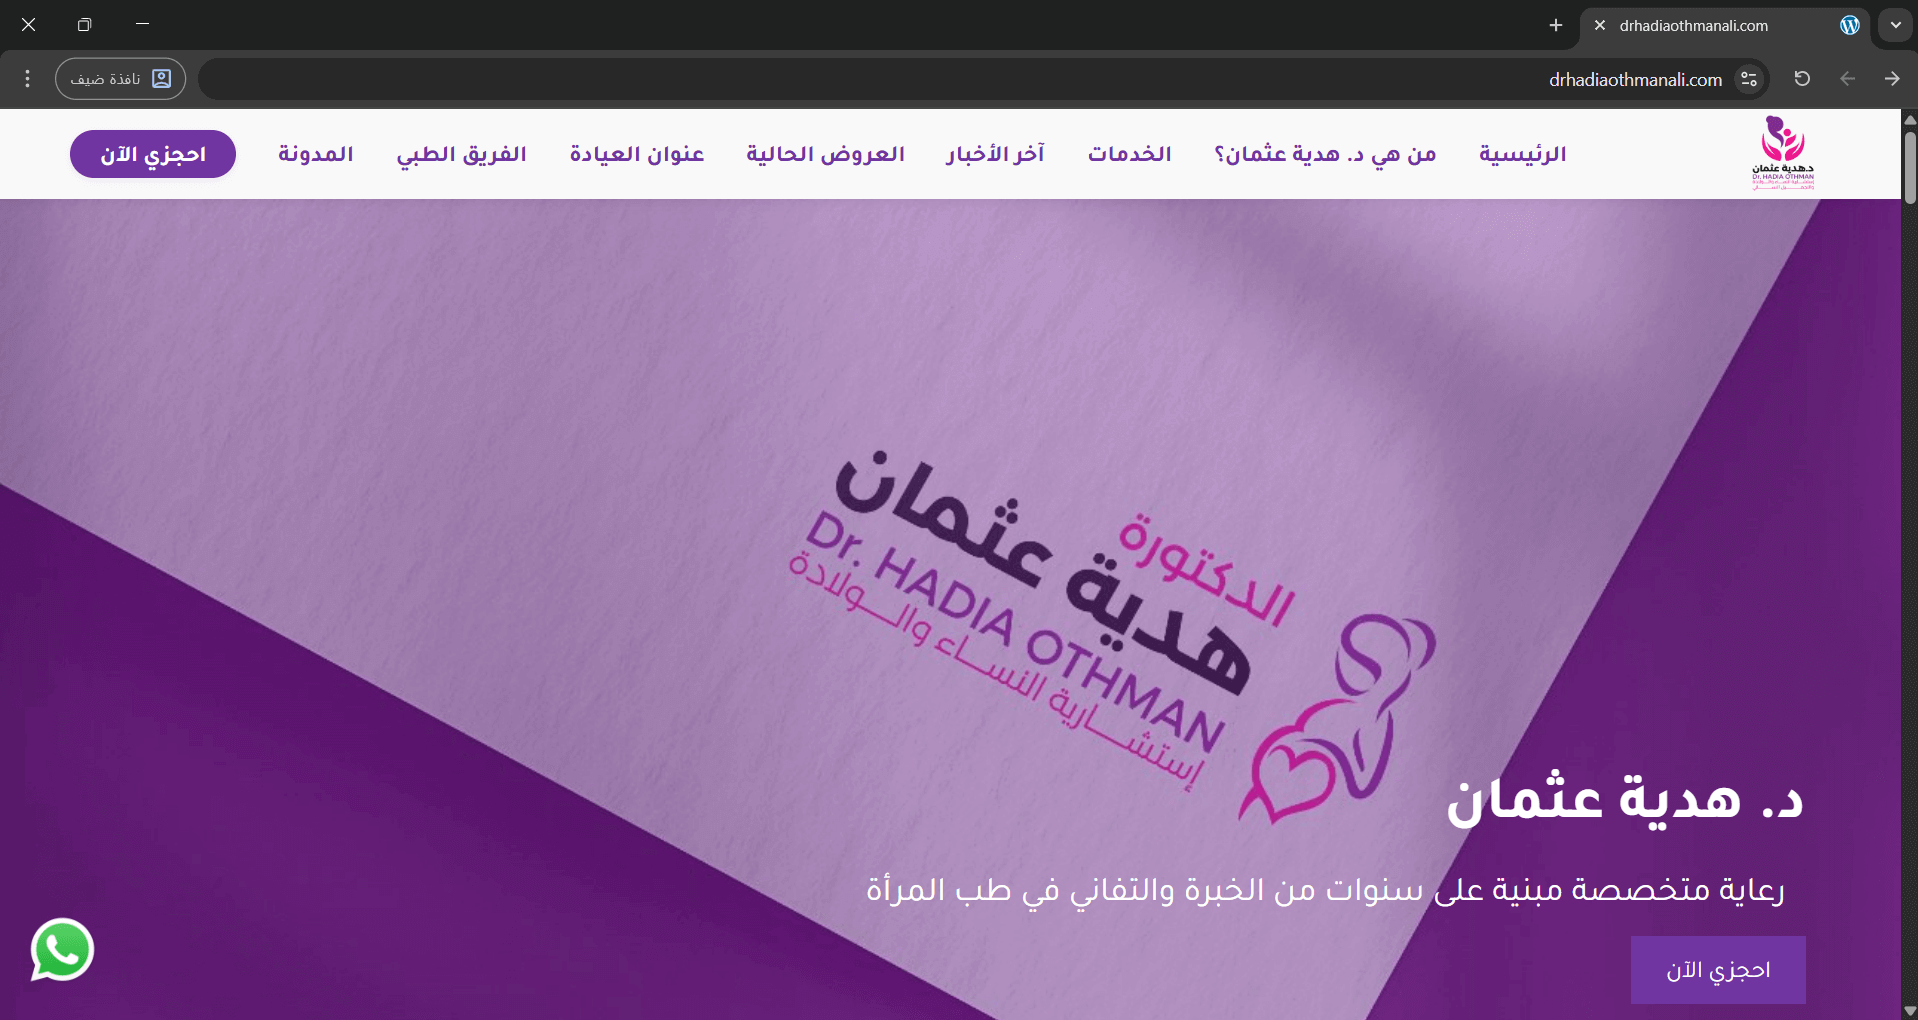 drhadiaothmanali.com
drhadiaothmanali.com
نافذة ضيف
د.هدية عثمان
Dr. HADIA OTHMAN
الرئيسية
من هي د. هدية عثمان؟
الخدمات
آخر الأخبار
العروض الحالية
عنوان العيادة
الفريق الطبي
المدونة
احجزي الآن
الدكتورة
هدية عثمان
Dr. HADIA OTHMAN
إستشارية النساء والولادة
د. هدية عثمان
رعاية متخصصة مبنية على سنوات من الخبرة والتفاني في طب المرأة
احجزي الآن